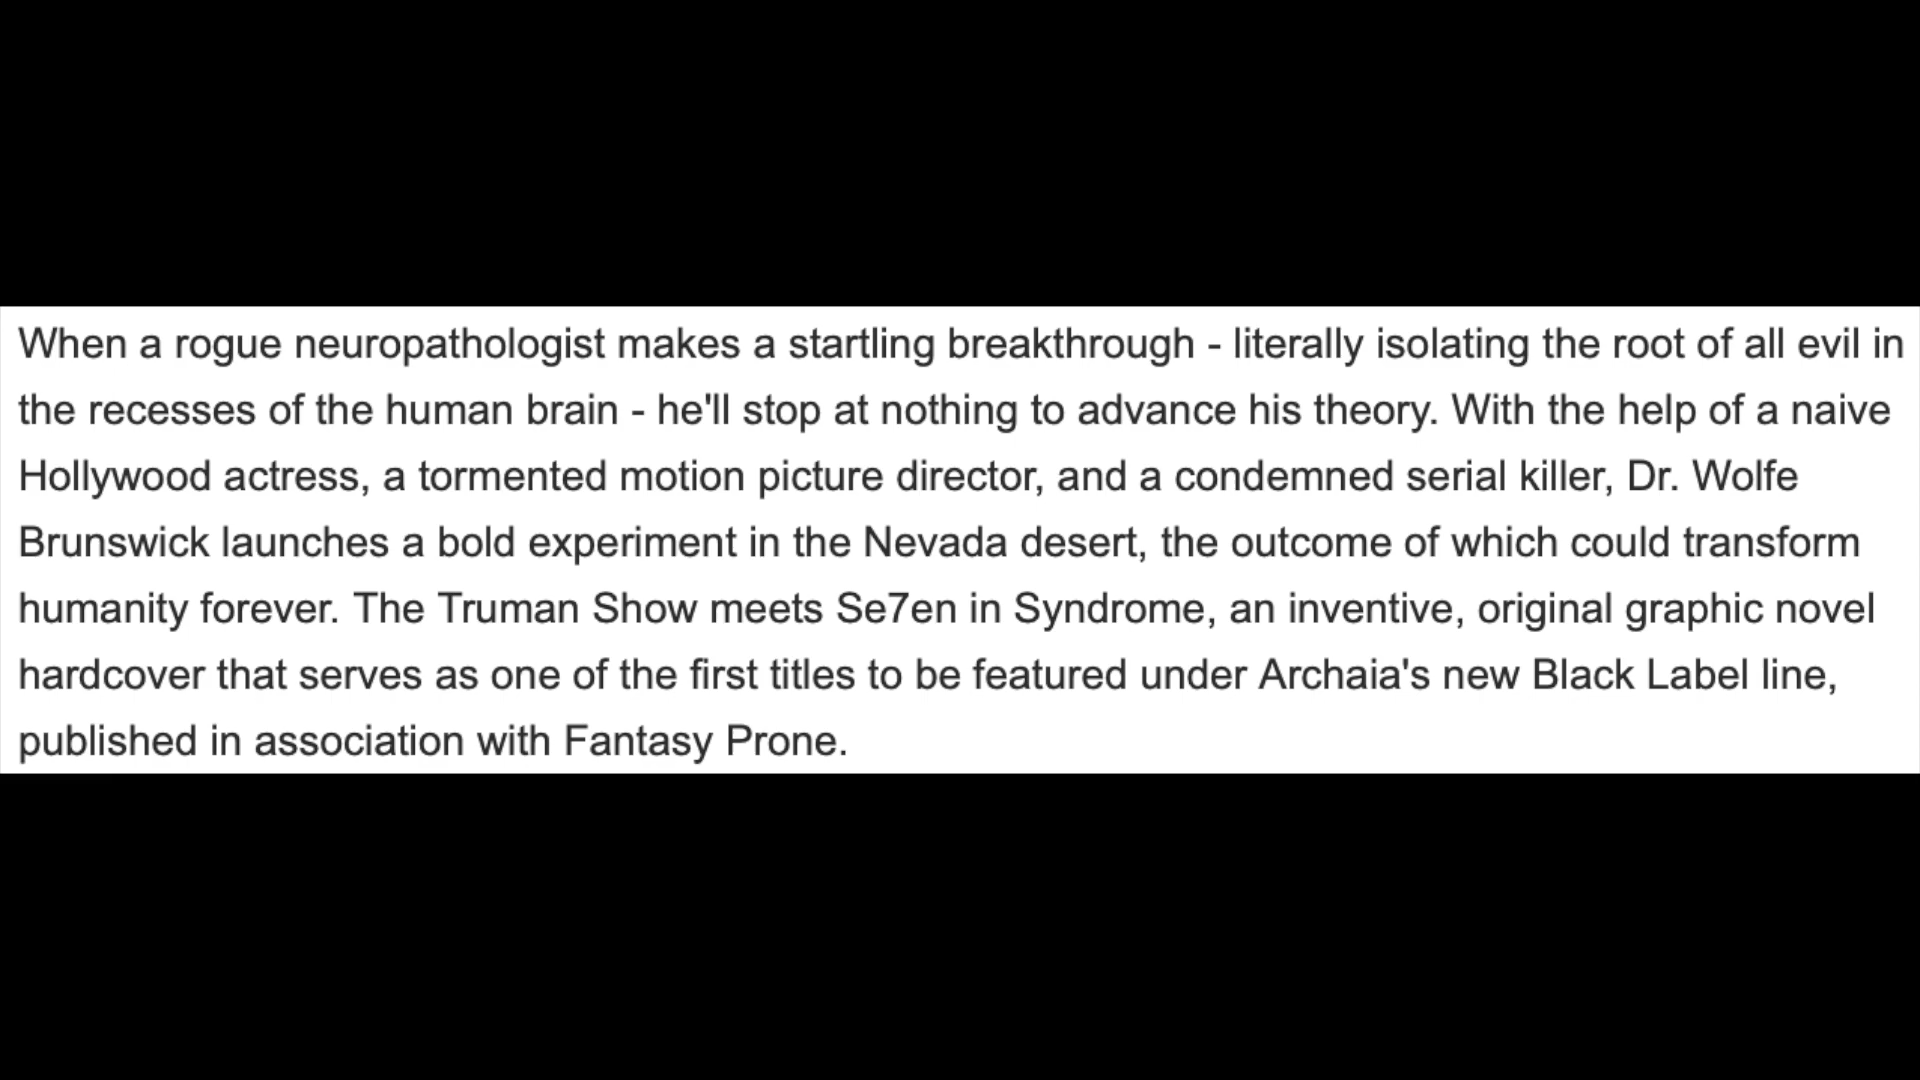 When a rogue neuropathologist makes a startling breakthrough - literally isolating the root of all evil in
the recesses of the human brain - he'll stop at nothing to advance his theory. With the help of a naive
Hollywood actress, a tormented motion picture director, and a condemned serial killer, Dr. Wolfe
Brunswick launches a bold experiment in the Nevada desert, the outcome of which could transform
humanity forever. The Truman Show meets Se7en in Syndrome, an inventive, original graphic novel
hardcover that serves as one of the first titles to be featured under Archaia's new Black Label line,
published in association with Fantasy Prone.